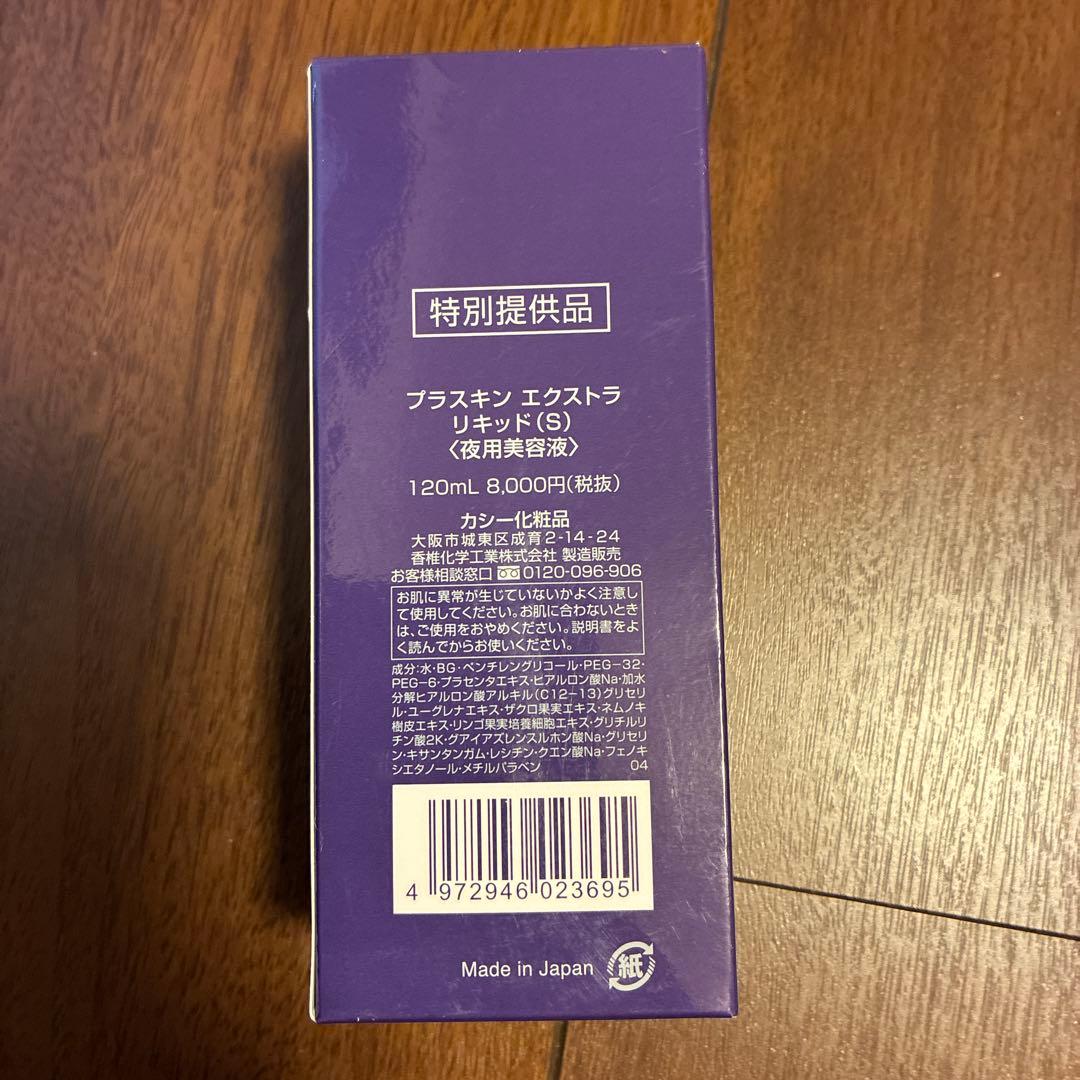 特別提供品
プラスキン エクストラ
リキッド(S)
〈夜用美容液〉
120mL 8,000円(税抜)
カシー化粧品
大阪市城東区成育2-14-24
香椎化学工業株式会社 製造販売
お客様相談窓口 0120-096-906
お肌に異常が生じていないかよく注意し
て使用してください。お肌に合わないとき
は、ご使用をおやめください。説明書をよ
く読んでからお使いください。
成分:水・BG・ペンチレングリコール・PEG-32・
PEG-6・プラセンタエキス・ヒアルロン酸Na・加水
分解ヒアルロン酸アルキル(C12-13)グリセリ
ル・ユーグレナエキス・ザクロ果実エキス・ネムノキ
樹皮エキス・リンゴ果実培養細胞エキス・グリチルリ
チン酸2K・グアイアズレンスルホン酸Na・グリセリ
ン・キサンタンガム・レシチン・クエン酸Na・フェノキ
シエタノール・メチルパラベン 04
4 972946 023695
Made in Japan 紙